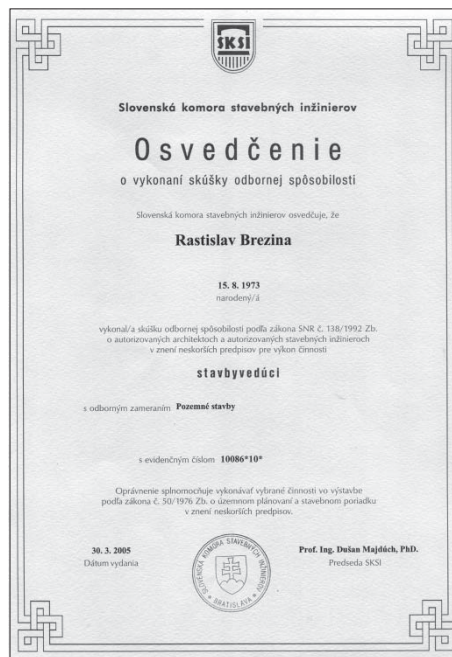 SKSI
Slovenská komora stavebných inžinierov
Osvedčenie
o vykonaní skúšky odbornej spôsobilosti
Slovenská komora stavebných inžinierov osvedčuje, že
Rastislav Brezina
15. 8. 1973
narodený/á
vykonal/a skúšku odbornej spôsobilosti podľa zákona SNR č. 138/1992 Zb.
o autorizovaných architektoch a autorizovaných stavebných inžinieroch
v znení neskorších predpisov pre výkon činnosti
stavbyvedúci
s odborným zameraním Pozemné stavby
s evidenčným číslom 10086*10*
Oprávnenie splnomocňuje vykonávať vybrané činnosti vo výstavbe
podľa zákona č. 50/1976 Zb. o územnom plánovaní a stavebnom poriadku
v znení neskorších predpisov.
30. 3. 2005
Dátum vydania
SLOVENSKÁ KOMORA STAVEBNÝCH INŽINIEROV
* BRATISLAVA *
Prof. Ing. Dušan Majdúch, PhD.
Predseda SKSI